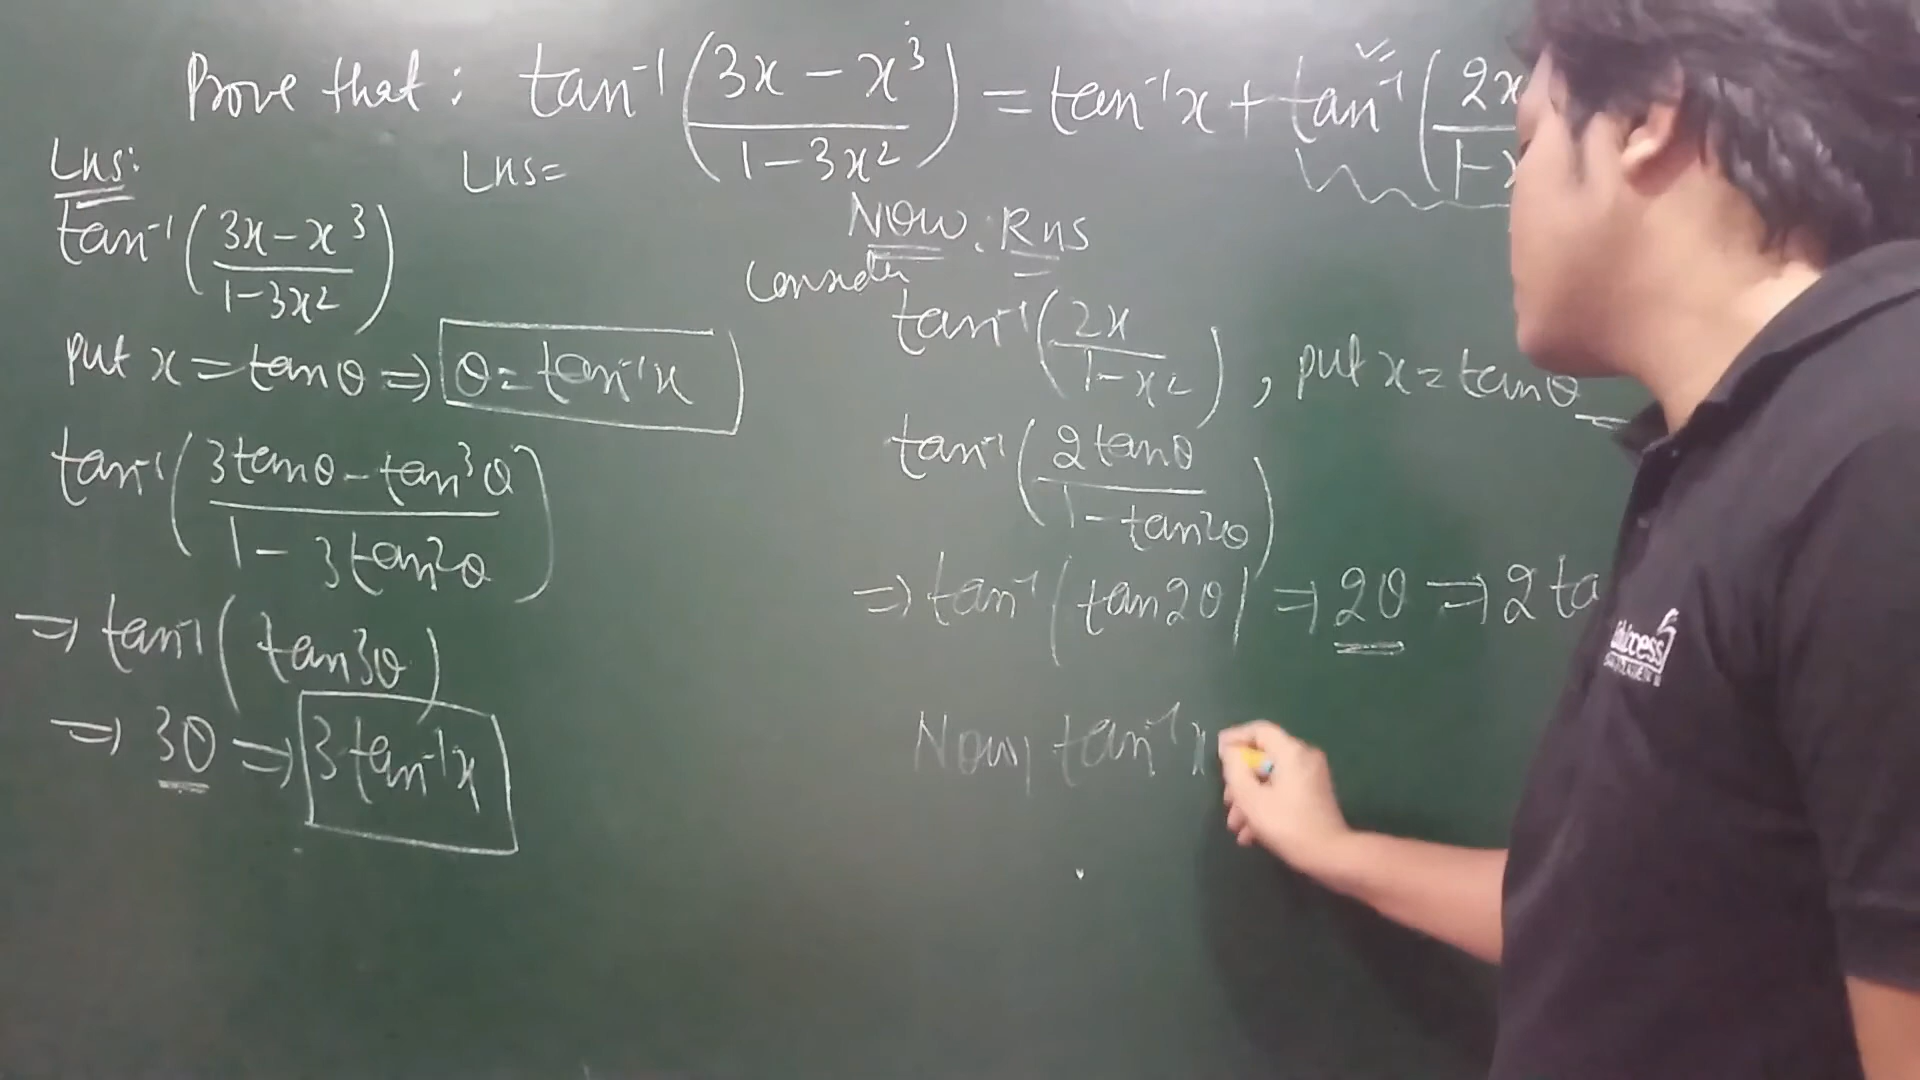 Prove that : tan⁻¹((3x − x³)/(1 − 3x²)) = tan⁻¹x + tan⁻¹(2x/1−x
LHS:
LHS=
tan⁻¹((3x−x³)/(1−3x²))
put x = tanθ ⇒ θ = tan⁻¹x
tan⁻¹((3tanθ − tan³θ)/(1 − 3tan²θ))
⇒ tan⁻¹(tan3θ)
⇒ 3θ ⇒ 3tan⁻¹x
Now. RHS
Consider
tan⁻¹(2x/(1−x²)), put x = tanθ
tan⁻¹(2tanθ/(1 − tan²θ))
⇒ tan⁻¹(tan2θ) ⇒ 2θ ⇒ 2ta
Now, tan⁻¹x